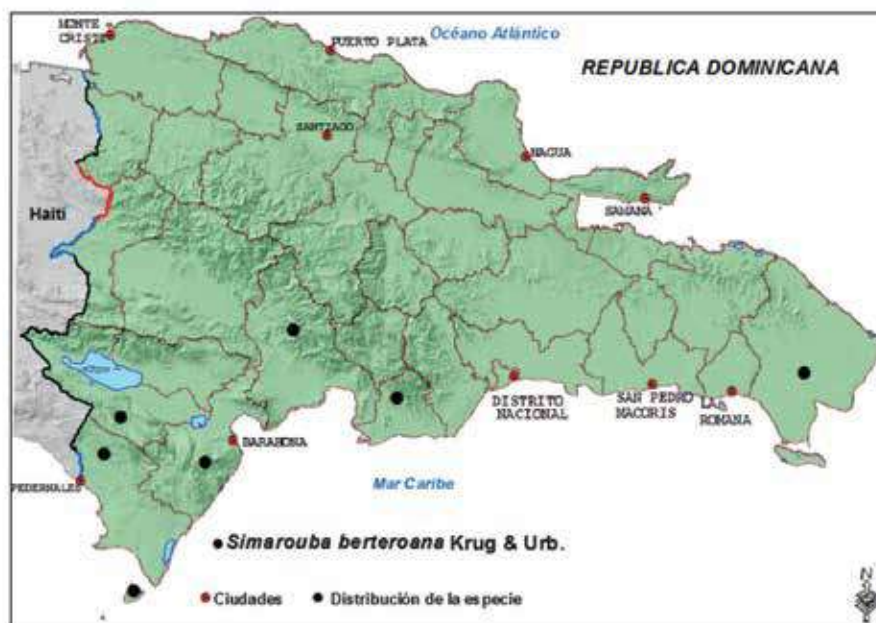 MONTE
CRISTI
PUERTO PLATA
Océano Atlántico
REPUBLICA DOMINICANA
SANTIAGO
NAGUA
SAMANA
Haití
DISTRITO
NACIONAL
SAN PEDRO
MACORIS
LA
ROMANA
BARAHONA
PEDERNALES
Mar Caribe
Simarouba berteroana Krug & Urb.
Ciudades
Distribución de la especie
N